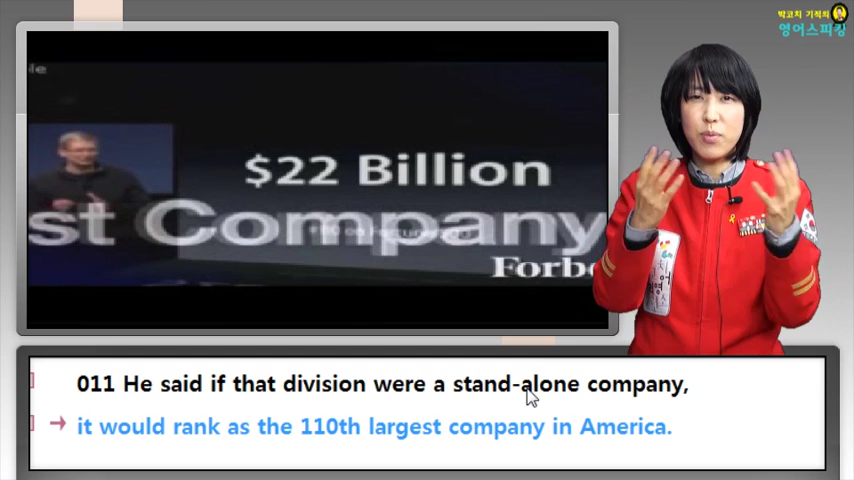 박코치 기적의
영어스피킹
$22 Billion
st Company
Forb
011 He said if that division were a stand-alone company,
→ it would rank as the 110th largest company in America.